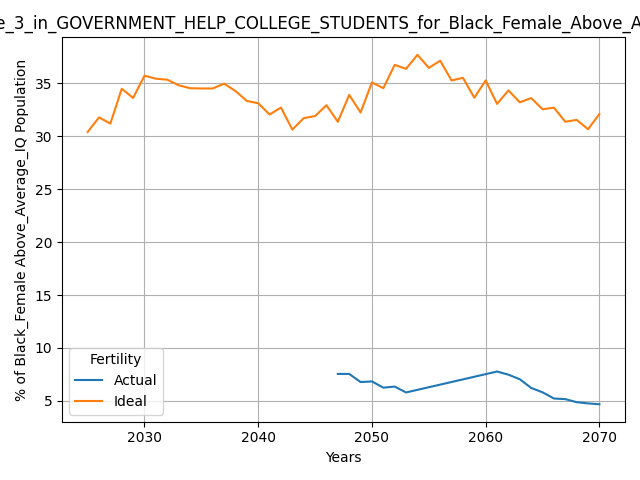 e_3_in_GOVERNMENT_HELP_COLLEGE_STUDENTS_for_Black_Female_Above_A
% of Black_Female Above_Average_IQ Population
35
30
25
20
15
10
5
Fertility
Actual
Ideal
2030 2040 2050 2060 2070
Years